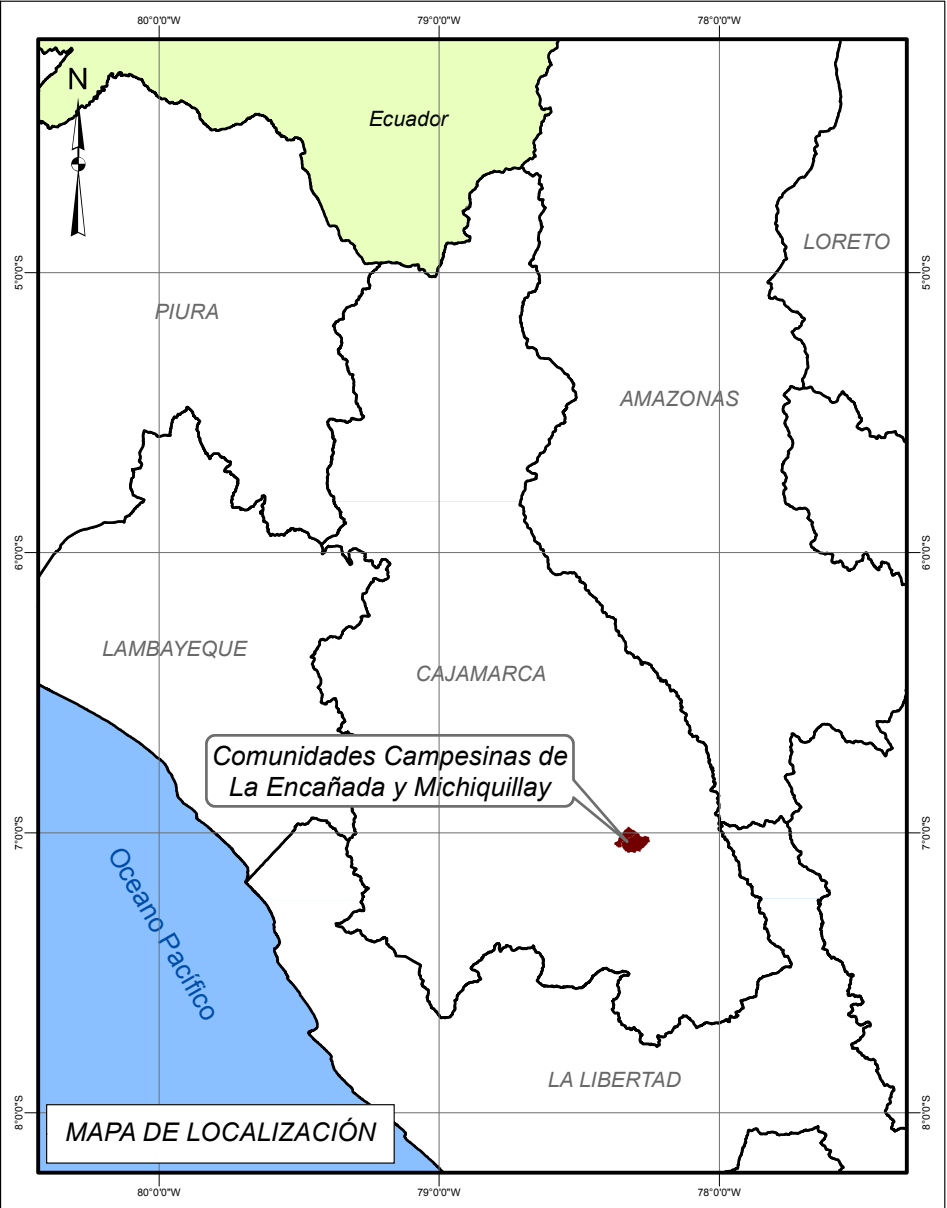 80°0'0"W
79°0'0"W
78°0'0"W
N
Ecuador
LORETO
5°0'0"S
5°0'0"S
PIURA
AMAZONAS
6°0'0"S
6°0'0"S
LAMBAYEQUE
CAJAMARCA
Comunidades Campesinas de
La Encañada y Michiquillay
7°0'0"S
7°0'0"S
Oceano Pacífico
LA LIBERTAD
8°0'0"S
8°0'0"S
MAPA DE LOCALIZACIÓN
80°0'0"W
79°0'0"W
78°0'0"W